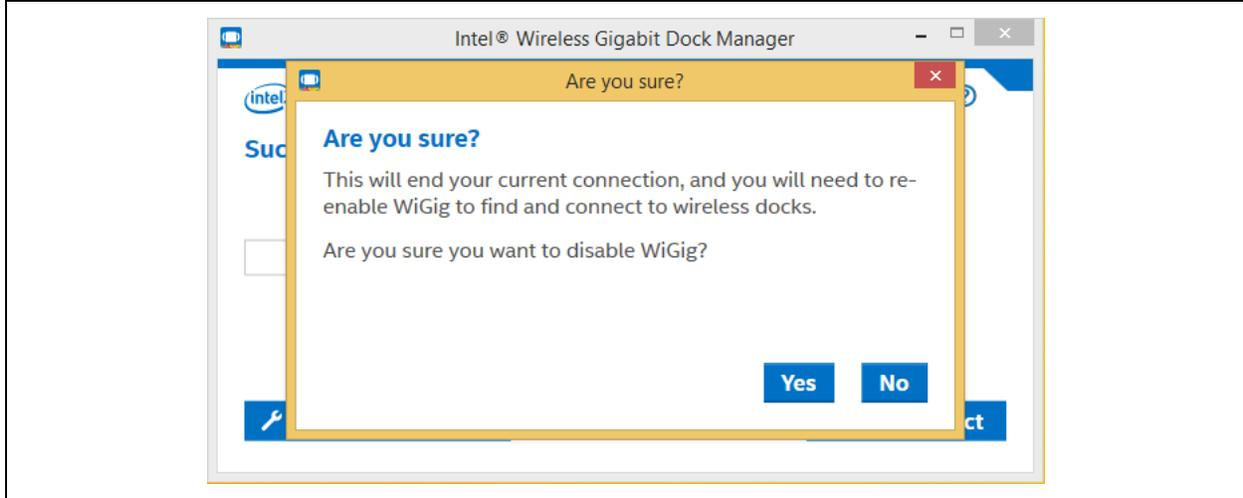 Intel® Wireless Gigabit Dock Manager
Are you sure?
intel
Suc
Are you sure?
This will end your current connection, and you will need to re-
enable WiGig to find and connect to wireless docks.
Are you sure you want to disable WiGig?
Yes No
ct